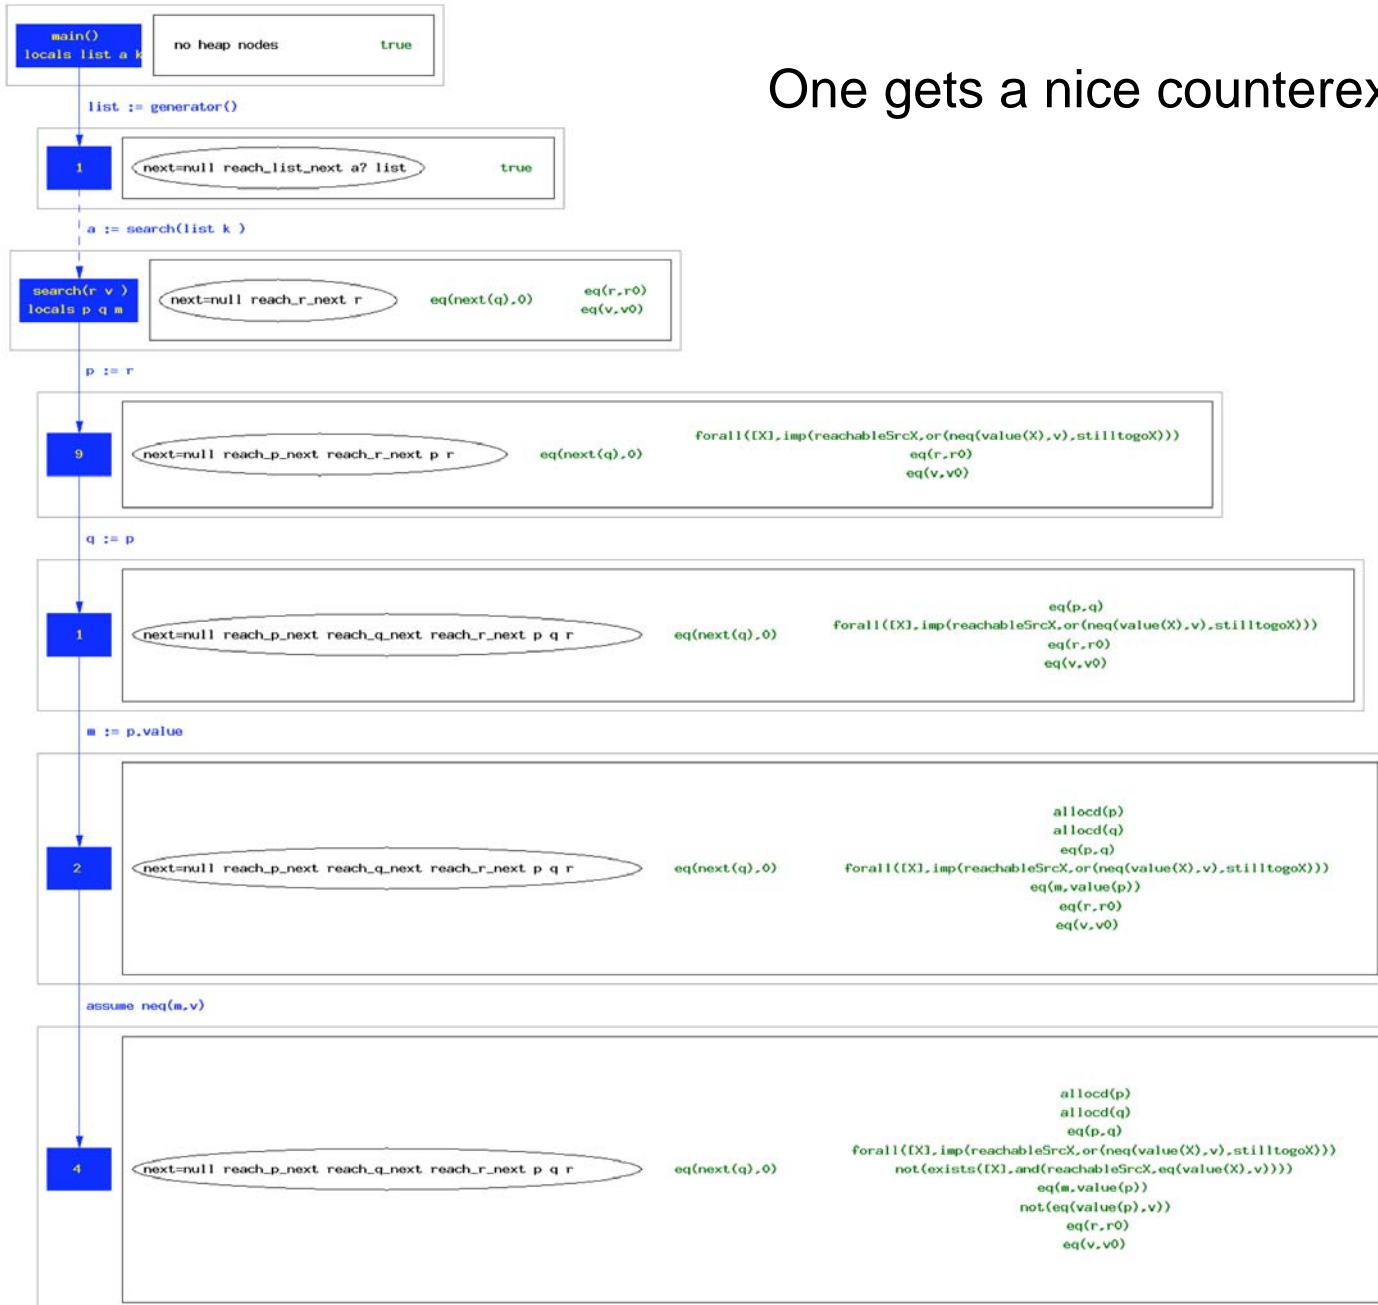 One gets a nice counterex
main()
locals list a k
no heap nodes true
list := generator()
1
next=null reach_list_next a? list true
a := search(list k )
search(r v )
locals p q m
next=null reach_r_next r eq(next(q),0)
eq(r,r0)
eq(v,v0)
p := r
9
next=null reach_p_next reach_r_next p r eq(next(q),0)
forall([X],imp(reachableSrcX,or(neq(value(X),v),stilltogoX)))
eq(r,r0)
eq(v,v0)
q := p
1
next=null reach_p_next reach_q_next reach_r_next p q r eq(next(q),0)
eq(p,q)
forall([X],imp(reachableSrcX,or(neq(value(X),v),stilltogoX)))
eq(r,r0)
eq(v,v0)
m := p.value
2
next=null reach_p_next reach_q_next reach_r_next p q r eq(next(q),0)
allocd(p)
allocd(q)
eq(p,q)
forall([X],imp(reachableSrcX,or(neq(value(X),v),stilltogoX)))
eq(m,value(p))
eq(r,r0)
eq(v,v0)
assume neq(m,v)
4
next=null reach_p_next reach_q_next reach_r_next p q r eq(next(q),0)
allocd(p)
allocd(q)
eq(p,q)
forall([X],imp(reachableSrcX,or(neq(value(X),v),stilltogoX)))
not(exists([X],and(reachableSrcX,eq(value(X),v))))
eq(m,value(p))
not(eq(value(p),v))
eq(r,r0)
eq(v,v0)